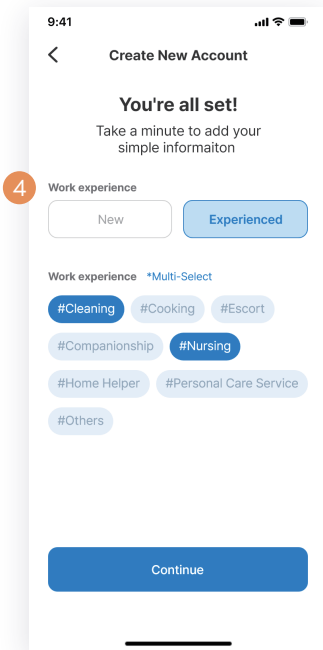 9:41
Create New Account
You're all set!
Take a minute to add your
simple informaiton
4
Work experience
New
Experienced
Work experience *Multi-Select
#Cleaning #Cooking #Escort
#Companionship #Nursing
#Home Helper #Personal Care Service
#Others
Continue